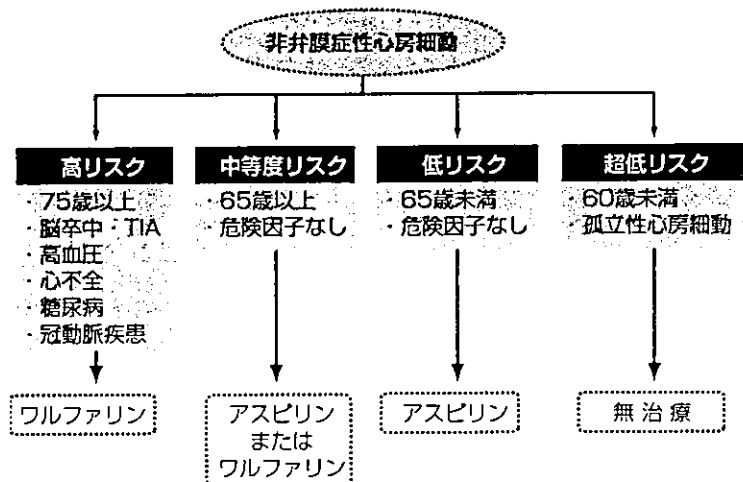 非弁膜症性心房細動
高リスク
・75歳以上
・脳卒中・TIA
・高血圧
・心不全
・糖尿病
・冠動脈疾患
ワルファリン
中等度リスク
・65歳以上
・危険因子なし
アスピリン
または
ワルファリン
低リスク
・65歳未満
・危険因子なし
アスピリン
超低リスク
・60歳未満
・孤立性心房細動
無治療